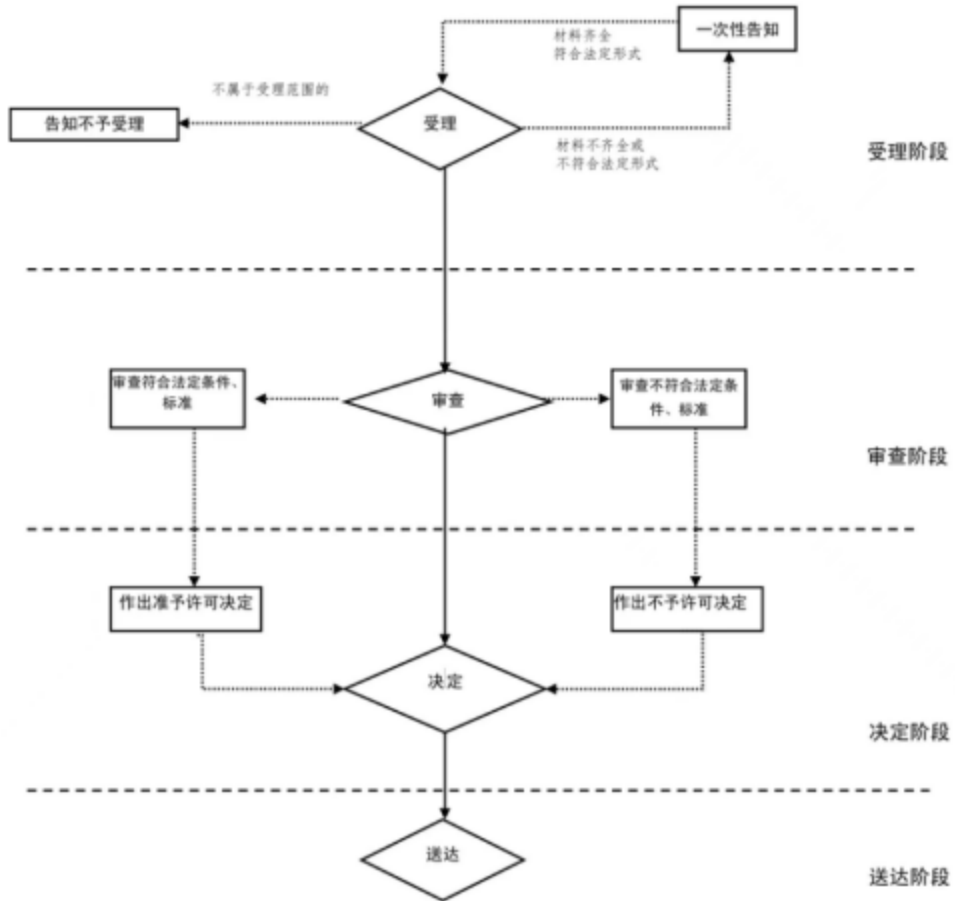 一次性告知
材料齐全
符合法定形式
不属于受理范围的
告知不予受理
受理
材料不齐全或
不符合法定形式
受理阶段
审查符合法定条件、
标准
审查
审查不符合法定条
件、标准
审查阶段
作出准予许可决定
作出不予许可决定
决定
决定阶段
送达
送达阶段